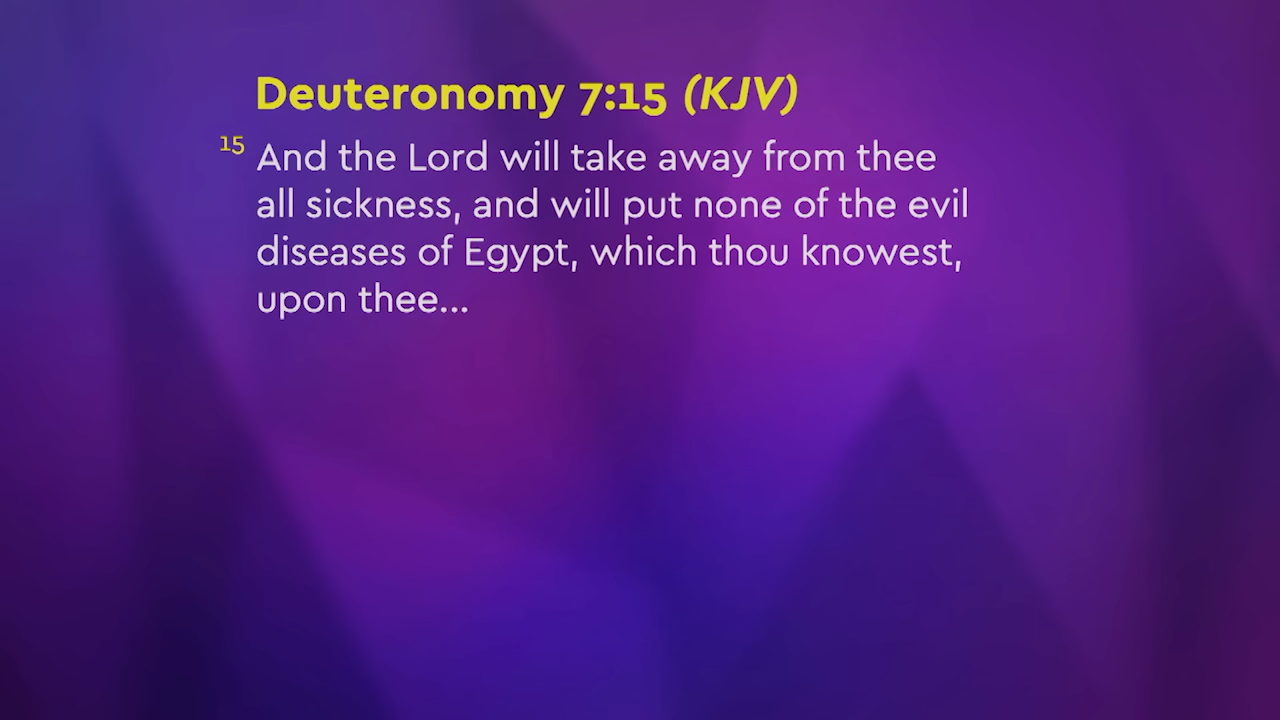 Deuteronomy 7:15 (KJV)
15 And the Lord will take away from thee
all sickness, and will put none of the evil
diseases of Egypt, which thou knowest,
upon thee...